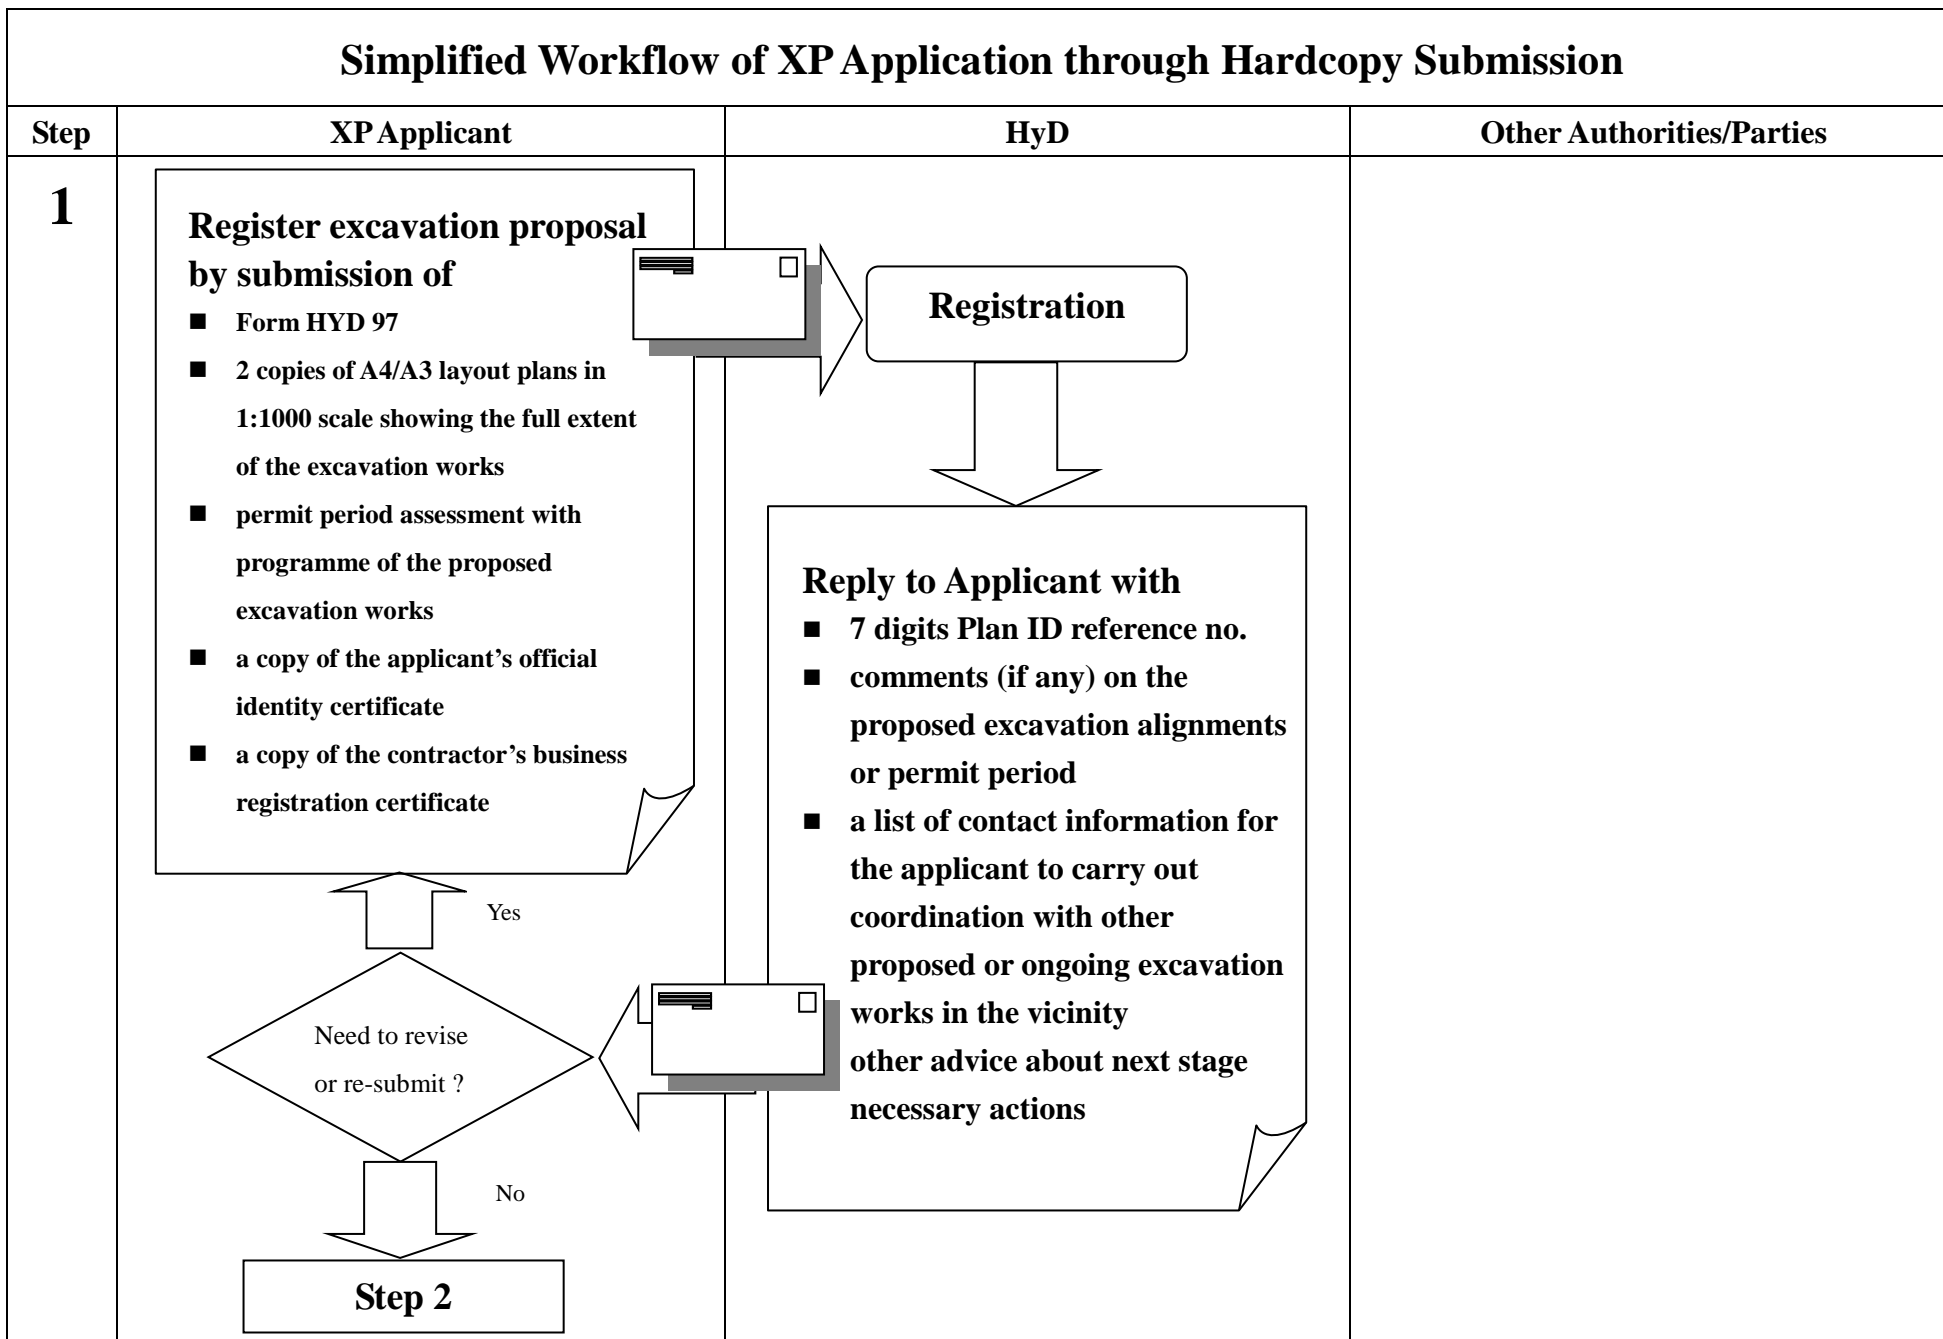 Simplified Workflow of XP Application through Hardcopy Submission
Step
XP Applicant
HyD
Other Authorities/Parties
1
Register excavation proposal
by submission of
■ Form HYD 97
■ 2 copies of A4/A3 layout plans in
1:1000 scale showing the full extent
of the excavation works
■ permit period assessment with
programme of the proposed
excavation works
■ a copy of the applicant’s official
identity certificate
■ a copy of the contractor’s business
registration certificate
Registration
Reply to Applicant with
■ 7 digits Plan ID reference no.
■ comments (if any) on the
proposed excavation alignments
or permit period
■ a list of contact information for
the applicant to carry out
coordination with other
proposed or ongoing excavation
works in the vicinity
other advice about next stage
necessary actions
Yes
Need to revise
or re-submit ?
No
Step 2